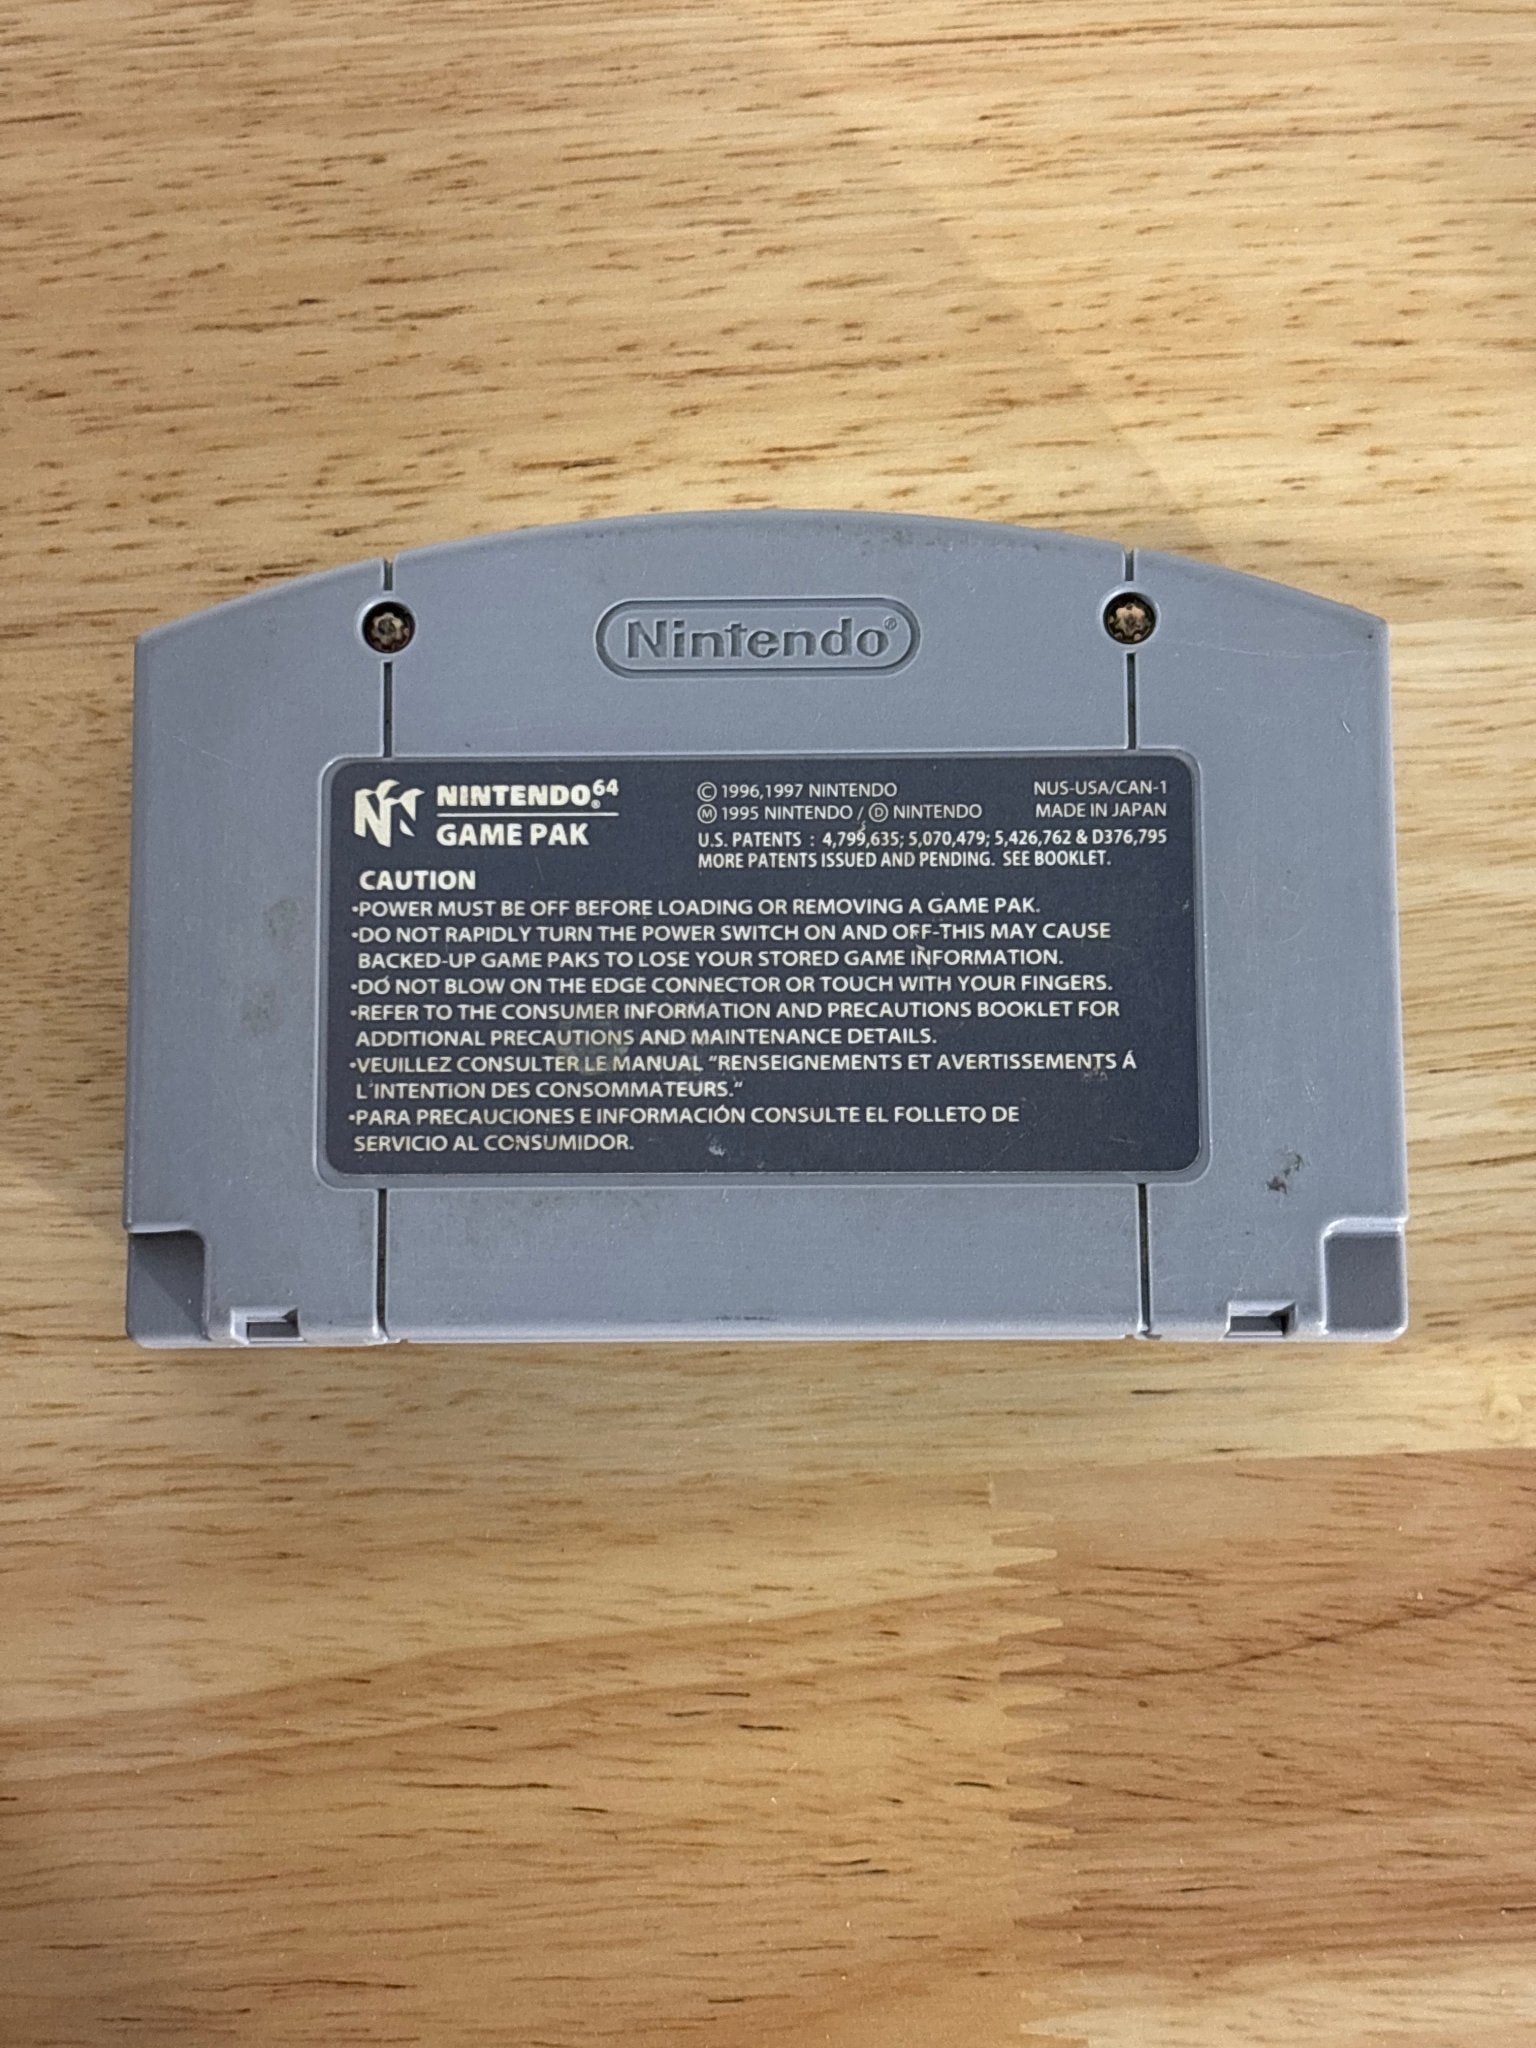 Nintendo®
NINTENDO®64
GAME PAK
© 1996,1997 NINTENDO
Ⓜ 1995 NINTENDO / Ⓓ NINTENDO
NUS-USA/CAN-1
MADE IN JAPAN
U.S. PATENTS : 4,799,635; 5,070,479; 5,426,762 & D376,795
MORE PATENTS ISSUED AND PENDING. SEE BOOKLET.
CAUTION
•POWER MUST BE OFF BEFORE LOADING OR REMOVING A GAME PAK.
•DO NOT RAPIDLY TURN THE POWER SWITCH ON AND OFF-THIS MAY CAUSE
BACKED-UP GAME PAKS TO LOSE YOUR STORED GAME INFORMATION.
•DO NOT BLOW ON THE EDGE CONNECTOR OR TOUCH WITH YOUR FINGERS.
•REFER TO THE CONSUMER INFORMATION AND PRECAUTIONS BOOKLET FOR
ADDITIONAL PRECAUTIONS AND MAINTENANCE DETAILS.
•VEUILLEZ CONSULTER LE MANUAL "RENSEIGNEMENTS ET AVERTISSEMENTS Á
L'INTENTION DES CONSOMMATEURS."
•PARA PRECAUCIONES E INFORMACIÓN CONSULTE EL FOLLETO DE
SERVICIO AL CONSUMIDOR.